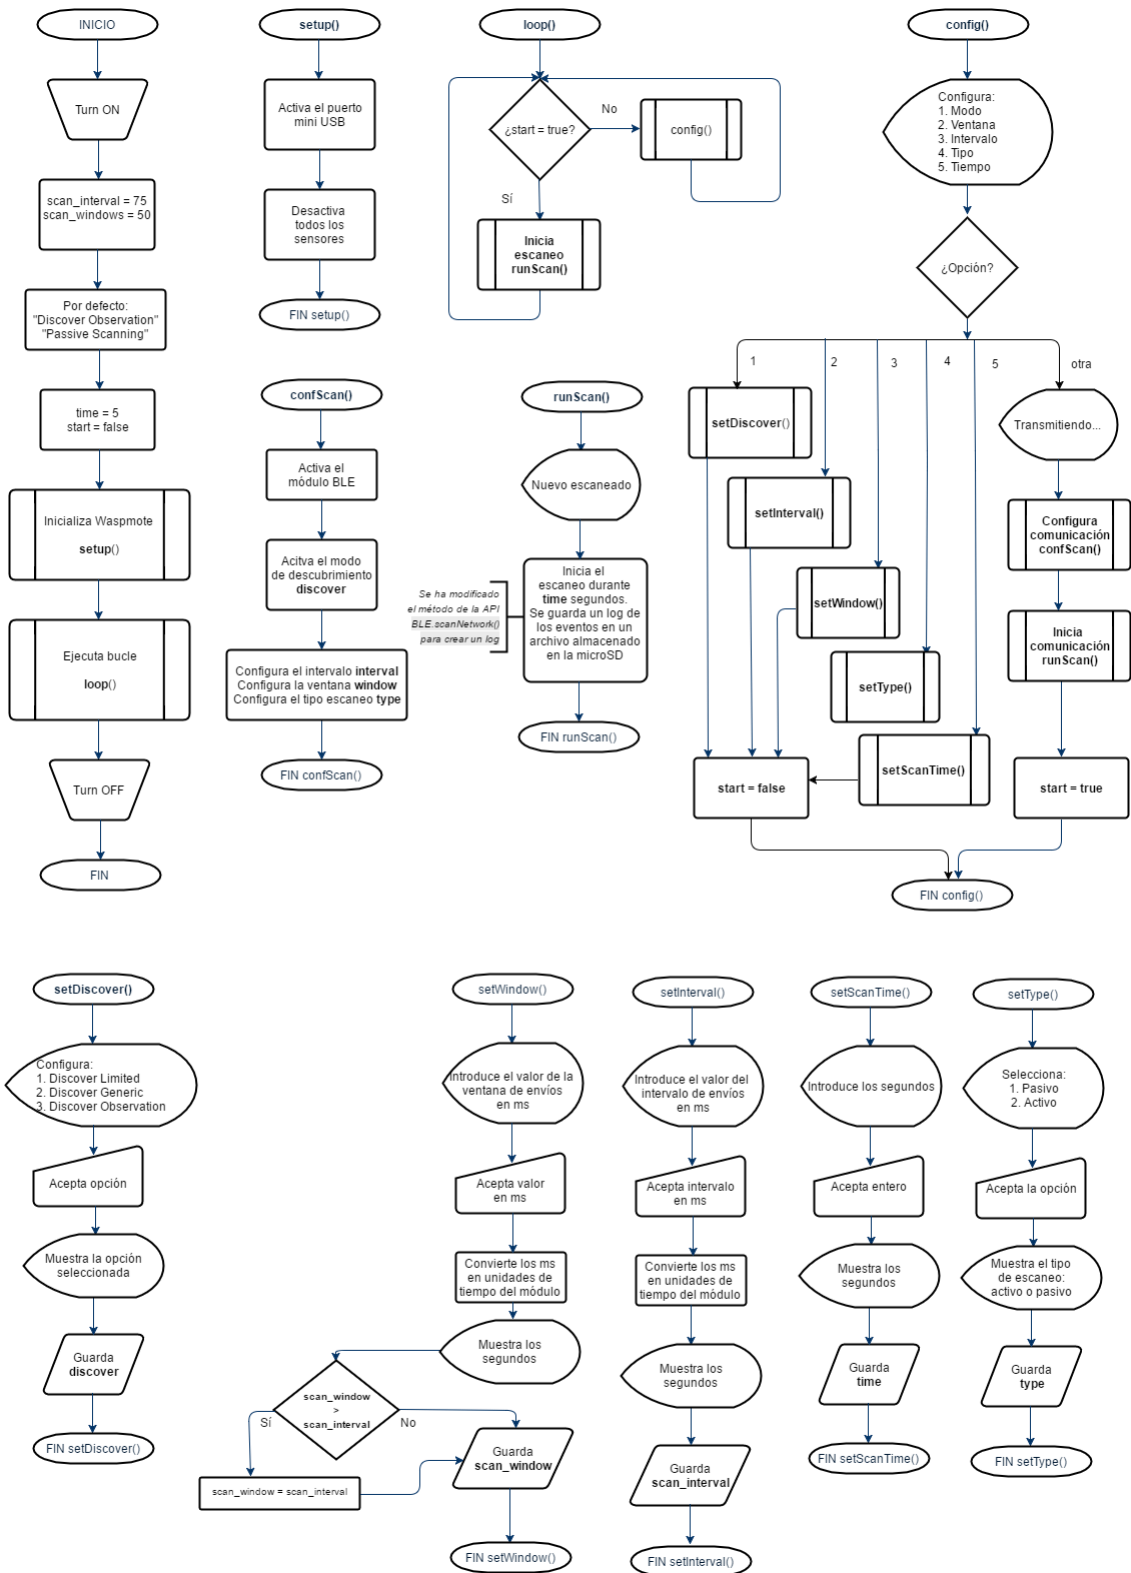 INICIO
Turn ON
scan_interval = 75
scan_windows = 50
Por defecto:
"Discover Observation"
"Passive Scanning"
time = 5
start = false
Inicializa Waspmote
setup()
Ejecuta bucle
loop()
Turn OFF
FIN
setup()
Activa el puerto
mini USB
Desactiva
todos los
sensores
FIN setup()
loop()
¿start = true?
No
config()
Sí
Inicia
escaneo
runScan()
config()
Configura:
1. Modo
2. Ventana
3. Intervalo
4. Tipo
5. Tiempo
¿Opción?
1
2
3
4
5
otra
setDiscover()
setInterval()
setWindow()
setType()
setScanTime()
start = false
Transmitiendo...
Configura
comunicación
confScan()
Inicia
comunicación
runScan()
start = true
FIN config()
confScan()
Activa el
módulo BLE
Acitva el modo
de descubrimiento
discover
Configura el intervalo interval
Configura la ventana window
Configura el tipo escaneo type
FIN confScan()
runScan()
Nuevo escaneado
Inicia el
escaneo durante
time segundos.
Se guarda un log de
los eventos en un
archivo almacenado
en la microSD
Se ha modificado
el método de la API
BLE.scanNetwork()
para crear un log
FIN runScan()
setDiscover()
Configura:
1. Discover Limited
2. Discover Generic
3. Discover Observation
Acepta opción
Muestra la opción
seleccionada
Guarda
discover
FIN setDiscover()
setWindow()
Introduce el valor de la
ventana de envíos
en ms
Acepta valor
en ms
Convierte los ms
en unidades de
tiempo del módulo
Muestra los
segundos
scan_window
>
scan_interval
Sí
No
scan_window = scan_interval
Guarda
scan_window
FIN setWindow()
setInterval()
Introduce el valor del
intervalo de envíos
en ms
Acepta intervalo
en ms
Convierte los ms
en unidades de
tiempo del módulo
Muestra los
segundos
Guarda
scan_interval
FIN setInterval()
setScanTime()
Introduce los segundos
Acepta entero
Muestra los
segundos
Guarda
time
FIN setScanTime()
setType()
Selecciona:
1. Pasivo
2. Activo
Acepta la opción
Muestra el tipo
de escaneo:
activo o pasivo
Guarda
type
FIN setType()